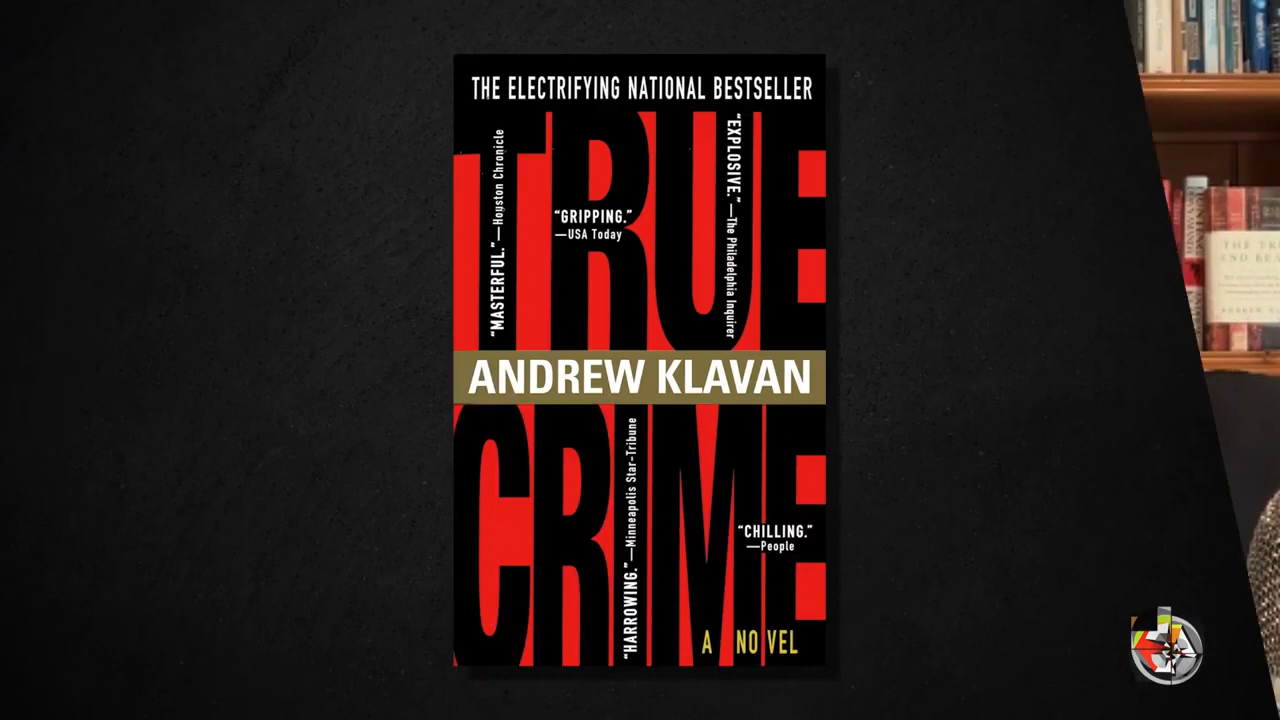 THE ELECTRIFYING NATIONAL BESTSELLER
TRUE
"MASTERFUL."—Houston Chronicle
"GRIPPING."
—USA Today
"EXPLOSIVE."—The Philadelphia Inquirer
ANDREW KLAVAN
CRIME
"HARROWING."—Minneapolis Star-Tribune
"CHILLING."
—People
A NOVEL